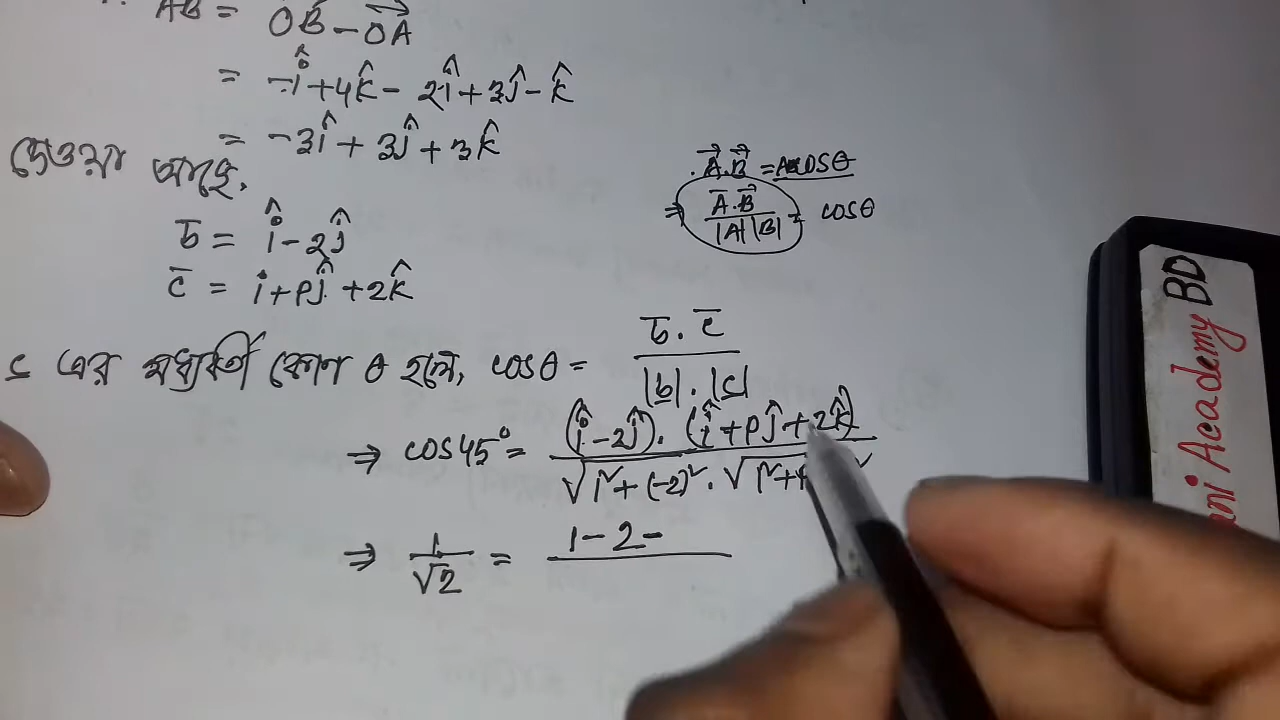 AB = OB - OA
= -î + 4k̂ - 2î + 3ĵ - k̂
= -3î + 3ĵ + 3k̂
দেওয়া আছে,
b̄ = î - 2ĵ
c̄ = i + pĵ + 2k̂
A⃗.B⃗ = ABcosθ
⇒ A⃗.B⃗ / |A||B| = cosθ
c এর মধ্যবর্তী কোণ θ হলে, cosθ = b̄.c̄ / |b|.|c|
⇒ cos45° = (î - 2ĵ).(î + pĵ + 2k̂) / √1² + (-2)² . √1² +
⇒ 1/√2 = 1 - 2 -
ani Academy BD